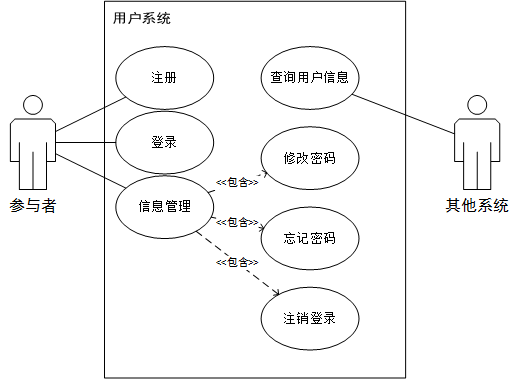 用户系统
注册
查询用户信息
登录
修改密码
<<包含>>
参与者
信息管理
其他系统
<<包含>>
忘记密码
<<包含>>
注销登录